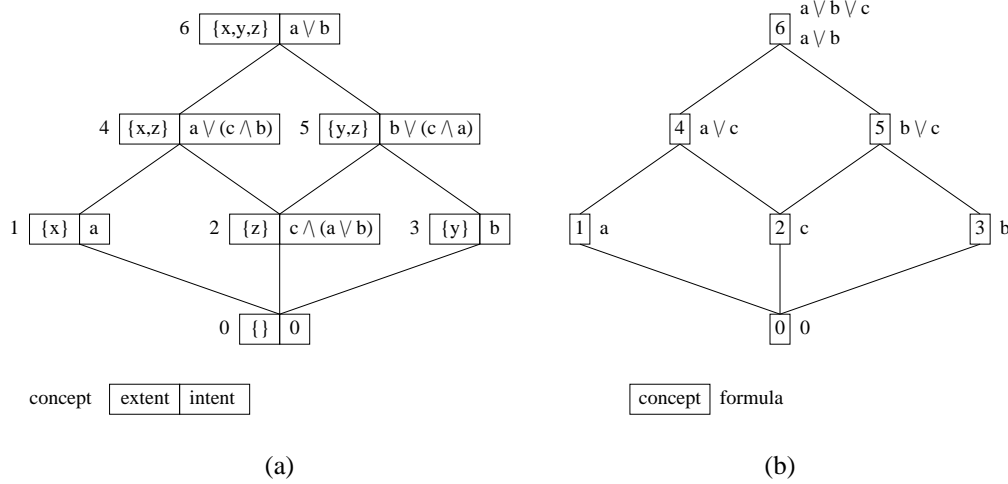 6 {x,y,z} a \/ b
4 {x,z} a \/ (c /\ b) 5 {y,z} b \/ (c /\ a)
1 {x} a 2 {z} c /\ (a \/ b) 3 {y} b
0 {} 0
concept extent intent
(a)
a \/ b \/ c
6
a \/ b
4 a \/ c 5 b \/ c
1 a 2 c 3 b
0 0
concept formula
(b)